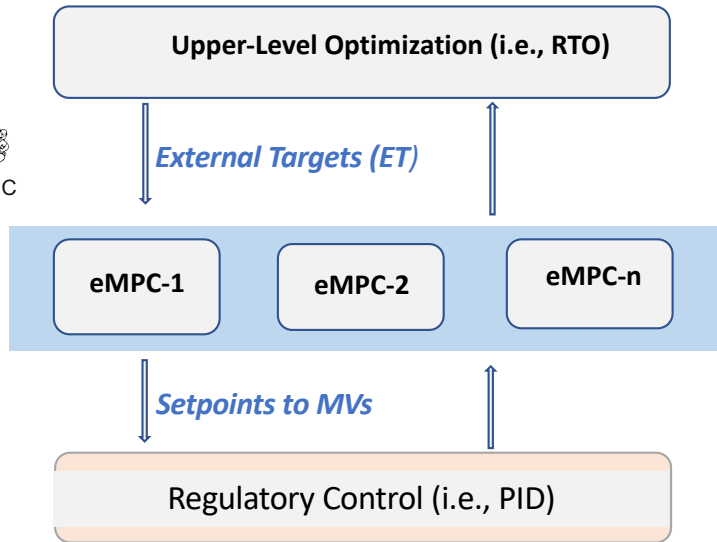 Upper-Level Optimization (i.e., RTO)
External Targets (ET)
C
eMPC-1
eMPC-2
eMPC-n
Setpoints to MVs
Regulatory Control (i.e., PID)